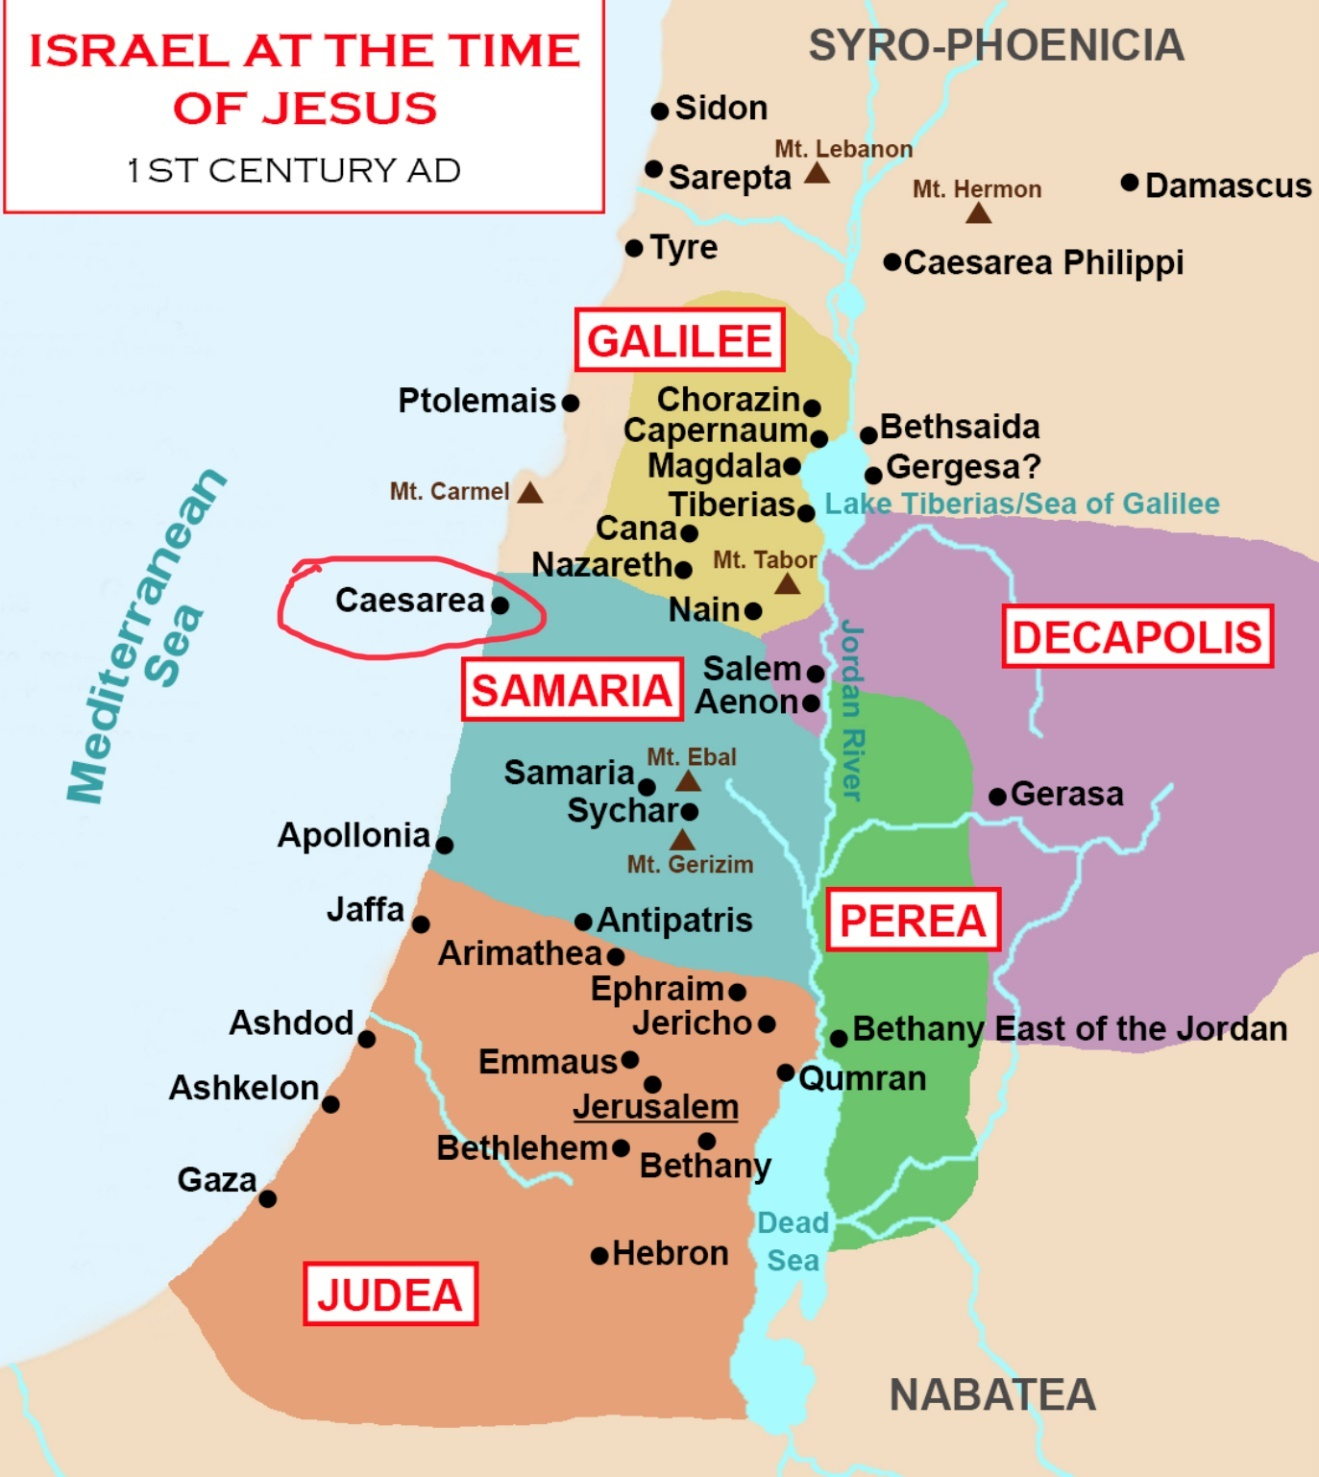 ISRAEL AT THE TIME
OF JESUS
1ST CENTURY AD
SYRO-PHOENICIA
Sidon
Mt. Lebanon
Sarepta
Mt. Hermon
Damascus
Tyre
Caesarea Philippi
GALILEE
Ptolemais
Chorazin
Capernaum
Bethsaida
Magdala
Gergesa?
Mt. Carmel
Tiberias
Lake Tiberias/Sea of Galilee
Cana
Nazareth
Mt. Tabor
Mediterranean
Sea
Caesarea
Nain
DECAPOLIS
SAMARIA
Salem
Aenon
Jordan River
Samaria
Mt. Ebal
Sychar
Gerasa
Apollonia
Mt. Gerizim
Jaffa
Antipatris
PEREA
Arimathea
Ephraim
Ashdod
Jericho
Bethany East of the Jordan
Emmaus
Ashkelon
Qumran
Jerusalem
Bethlehem
Bethany
Gaza
Dead
Sea
Hebron
JUDEA
NABATEA